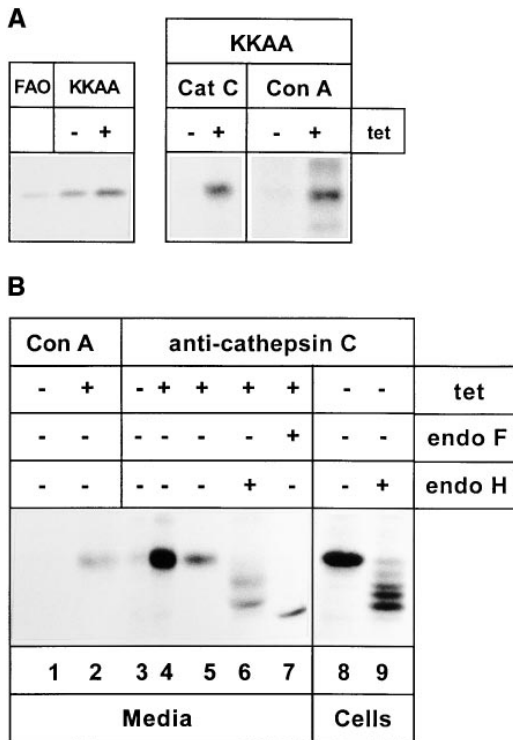 A
KKAA
FAO KKAA Cat C Con A
- + - + - + tet
B
Con A anti-cathepsin C
- + - + + + + - - tet
- - - - - - + - - endo F
- - - - - + - - + endo H
1 2 3 4 5 6 7 8 9
Media Cells